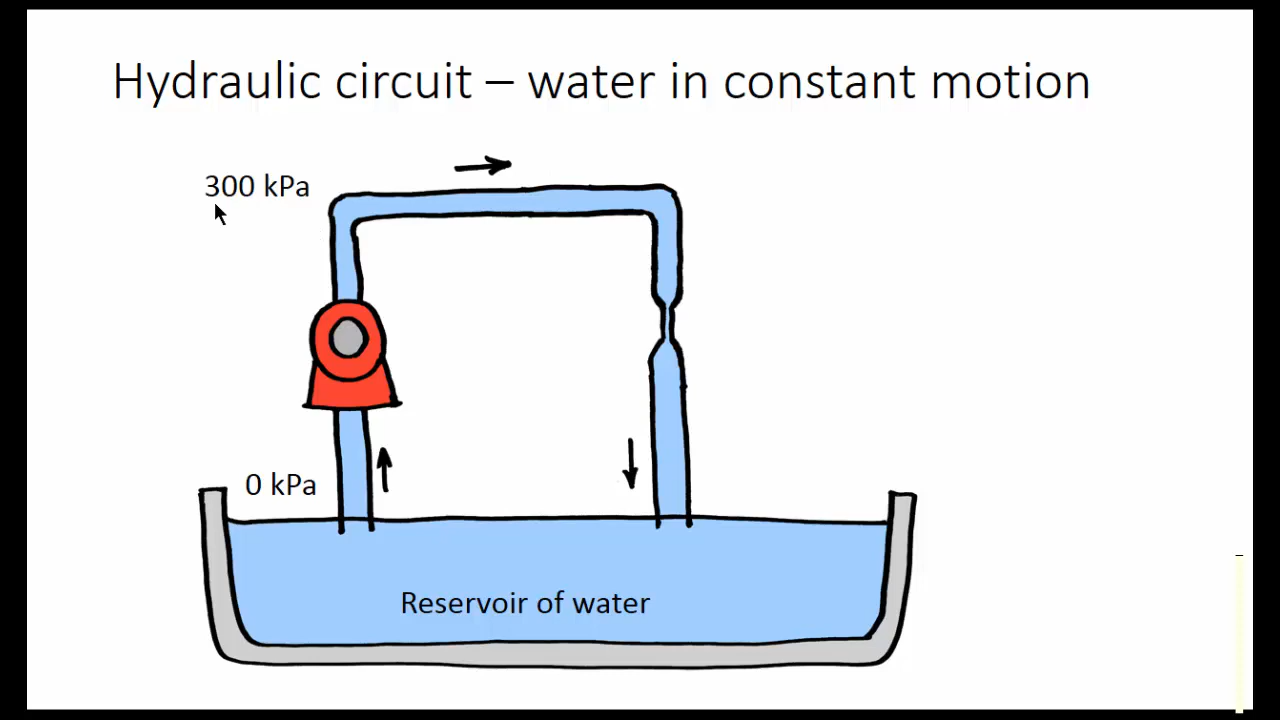 Hydraulic circuit – water in constant motion
300 kPa
0 kPa
Reservoir of water